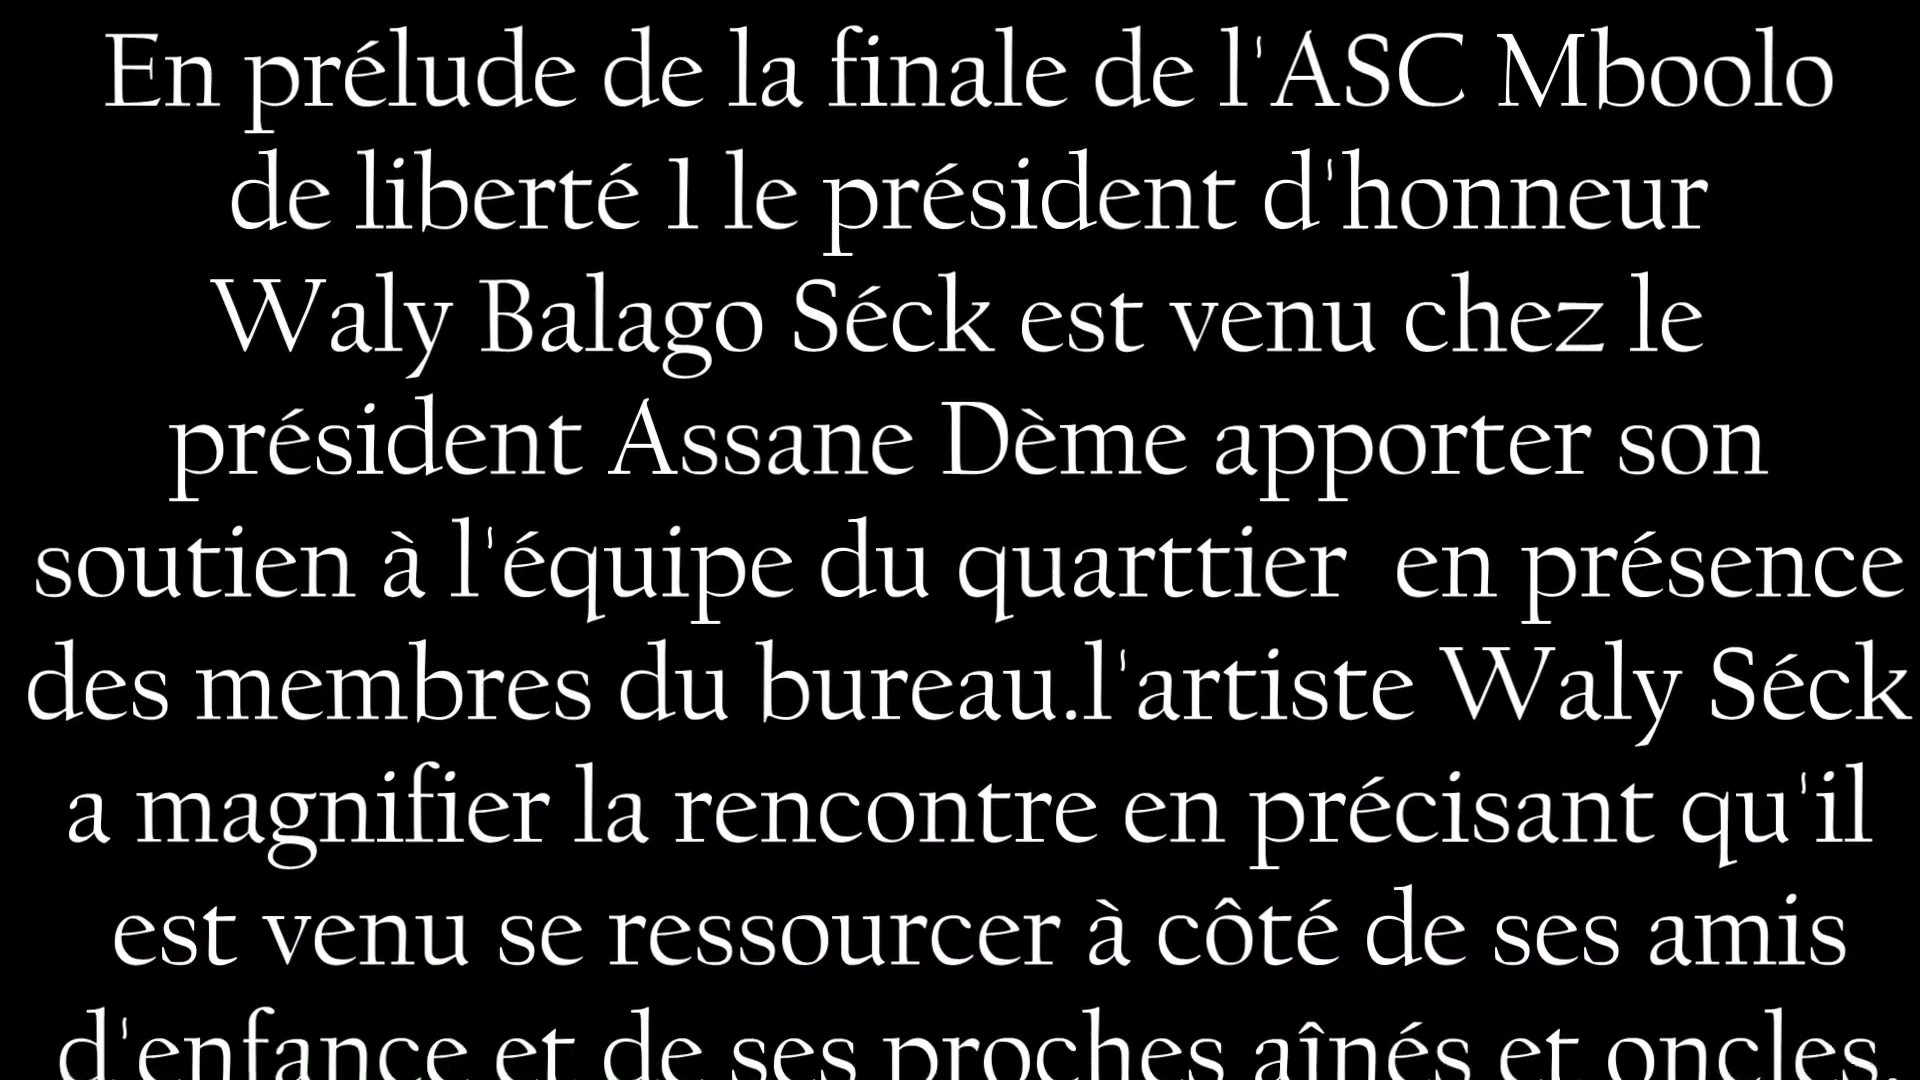 En prélude de la finale de l'ASC Mboolo
de liberté 1 le président d'honneur
Waly Balago Séck est venu chez le
président Assane Dème apporter son
soutien à l'équipe du quarttier  en présence
des membres du bureau.l'artiste Waly Séck
a magnifier la rencontre en précisant qu'il
est venu se ressourcer à côté de ses amis
d'enfance et de ses proches aînés et oncles.